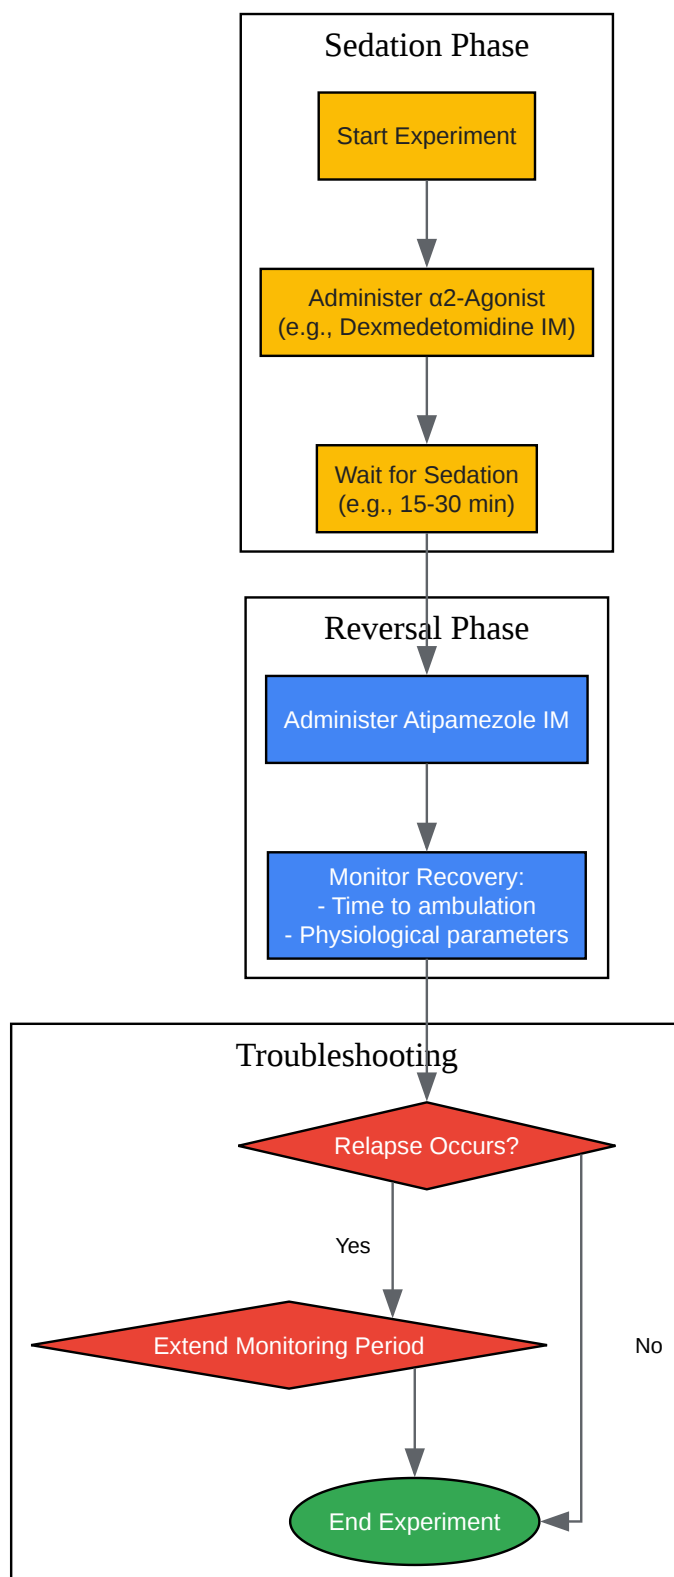 Sedation Phase
Start Experiment
Administer α2-Agonist
(e.g., Dexmedetomidine IM)
Wait for Sedation
(e.g., 15-30 min)
Reversal Phase
Administer Atipamezole IM
Monitor Recovery:
- Time to ambulation
- Physiological parameters
Troubleshooting
Relapse Occurs?
Yes
Extend Monitoring Period
No
End Experiment